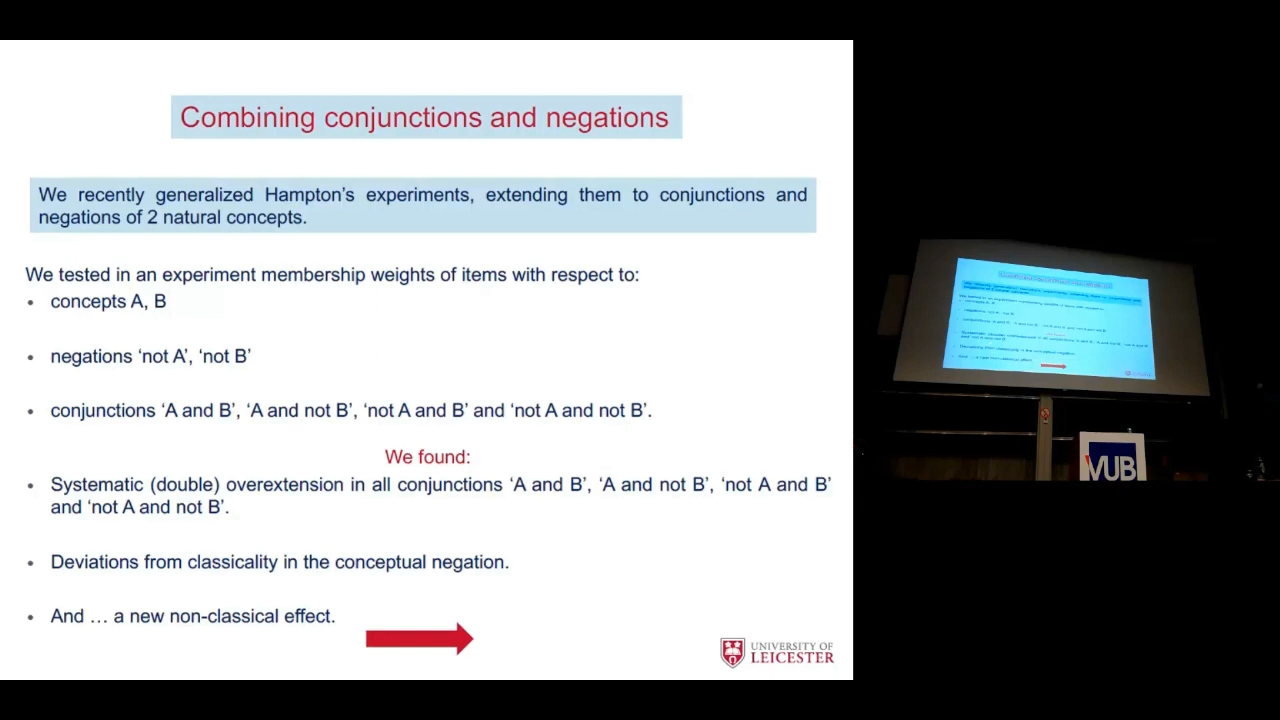 Combining conjunctions and negations
We recently generalized Hampton's experiments, extending them to conjunctions and
negations of 2 natural concepts.
We tested in an experiment membership weights of items with respect to:
• concepts A, B
• negations ‘not A’, ‘not B’
• conjunctions ‘A and B’, ‘A and not B’, ‘not A and B’ and ‘not A and not B’.
We found:
• Systematic (double) overextension in all conjunctions ‘A and B’, ‘A and not B’, ‘not A and B’
and ‘not A and not B’.
• Deviations from classicality in the conceptual negation.
• And … a new non-classical effect.
UNIVERSITY OF
LEICESTER
VUB